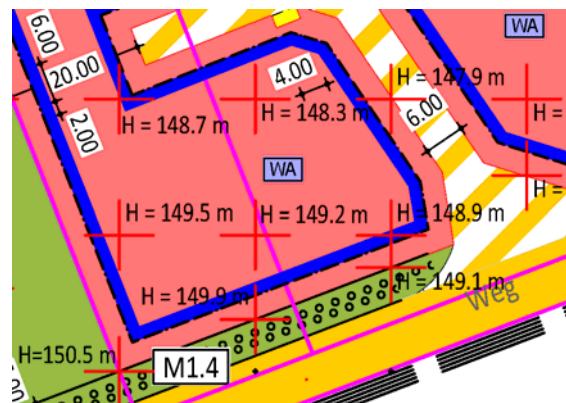 6.00
WA
20.00
4.00
H = 147.9 m
2.00
H = 148.7 m
H = 148.3 m
6.00
H =
WA
H =
H = 149.5 m
H = 149.2 m
H = 148.9 m
H = 149.9 m
H = 149.1 m
Weg
H=150.5 m
M1.4